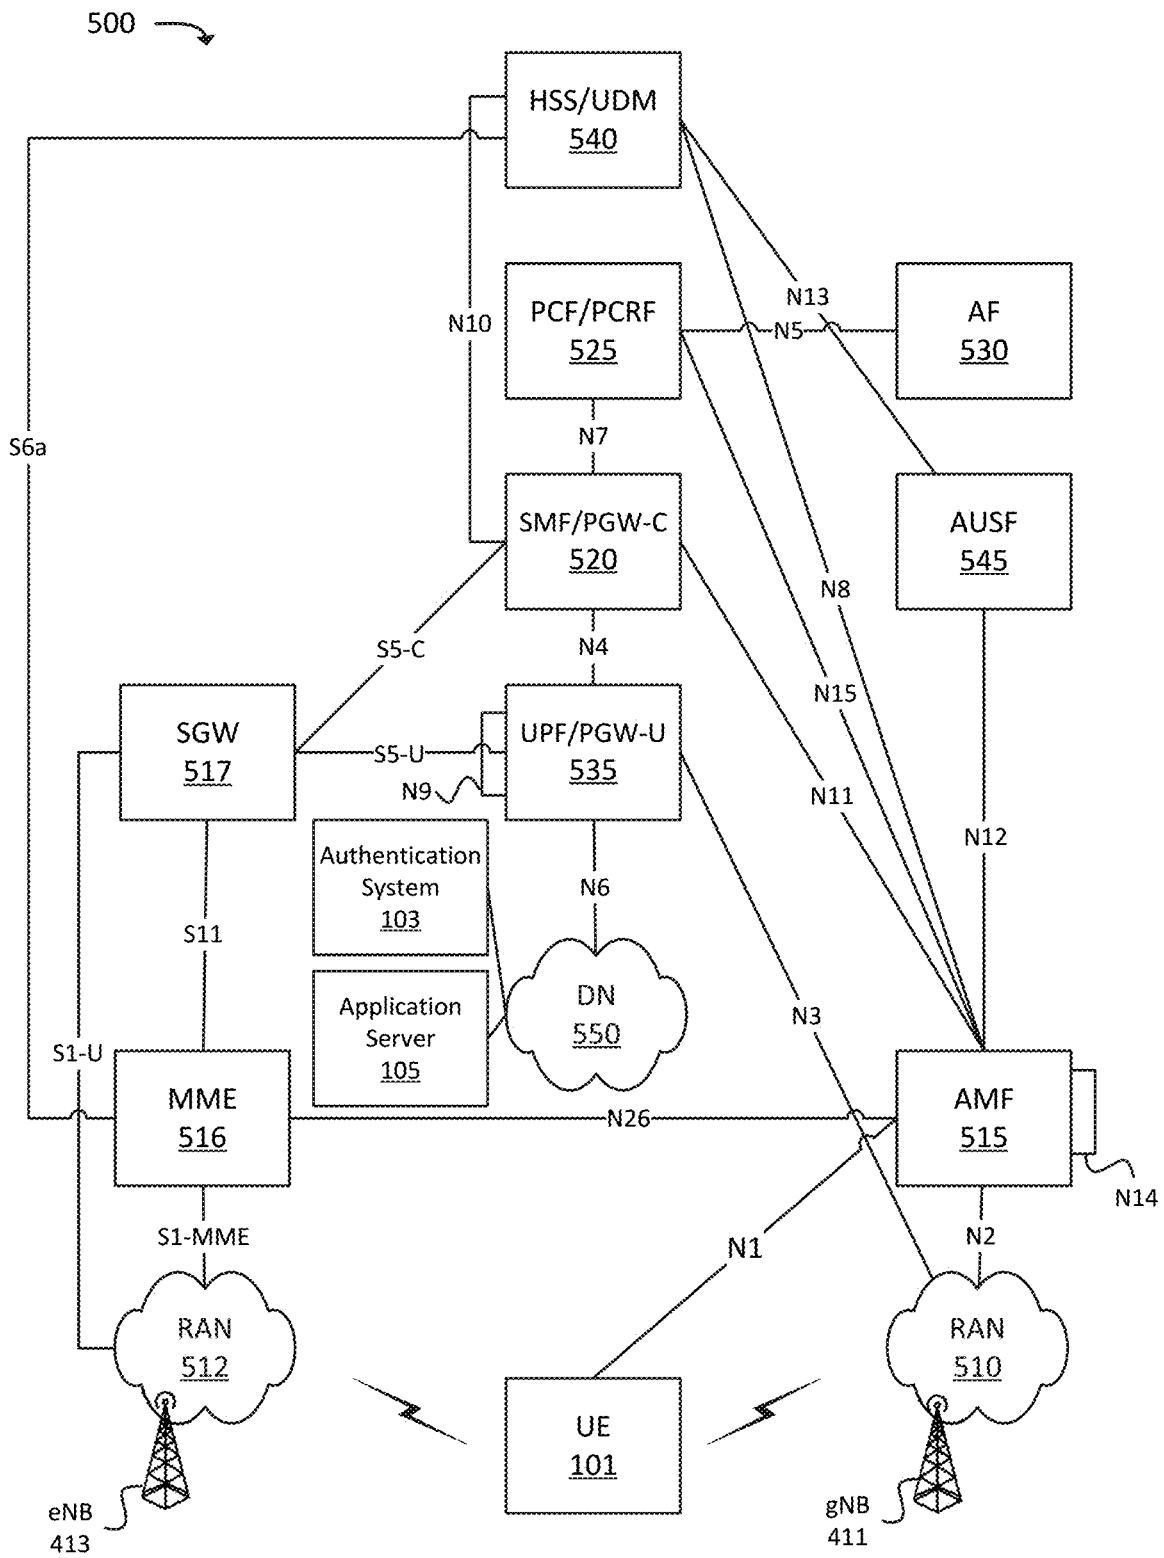 500
HSS/UDM
540
N13
N10
PCF/PCRF
525
N5
AF
530
N7
S6a
SMF/PGW-C
520
AUSF
545
N8
S5-C
N4
N15
SGW
517
S5-U
UPF/PGW-U
535
N9
N11
N12
Authentication
System
103
N6
S11
Application
Server
105
DN
550
N3
S1-U
MME
516
N26
AMF
515
N14
S1-MME
N1
N2
RAN
512
RAN
510
UE
101
eNB
413
gNB
411